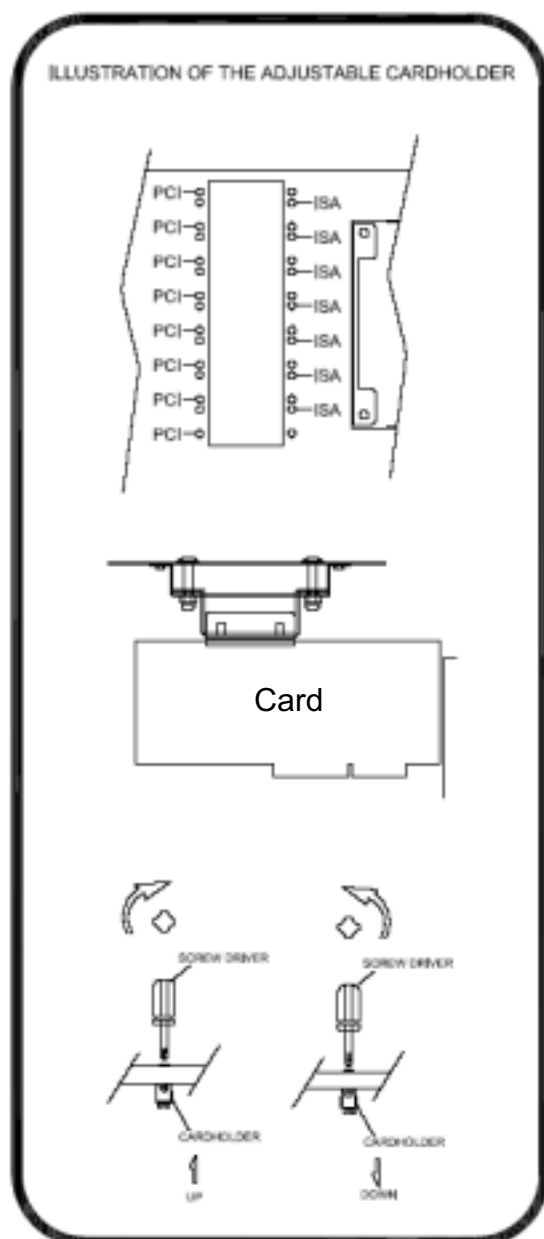 ILLUSTRATION OF THE ADJUSTABLE CARDHOLDER
PCI
ISA
PCI
ISA
PCI
ISA
PCI
ISA
PCI
ISA
PCI
ISA
PCI
ISA
PCI
Card
SCREW DRIVER
SCREW DRIVER
CARDHOLDER
CARDHOLDER
UP
DOWN